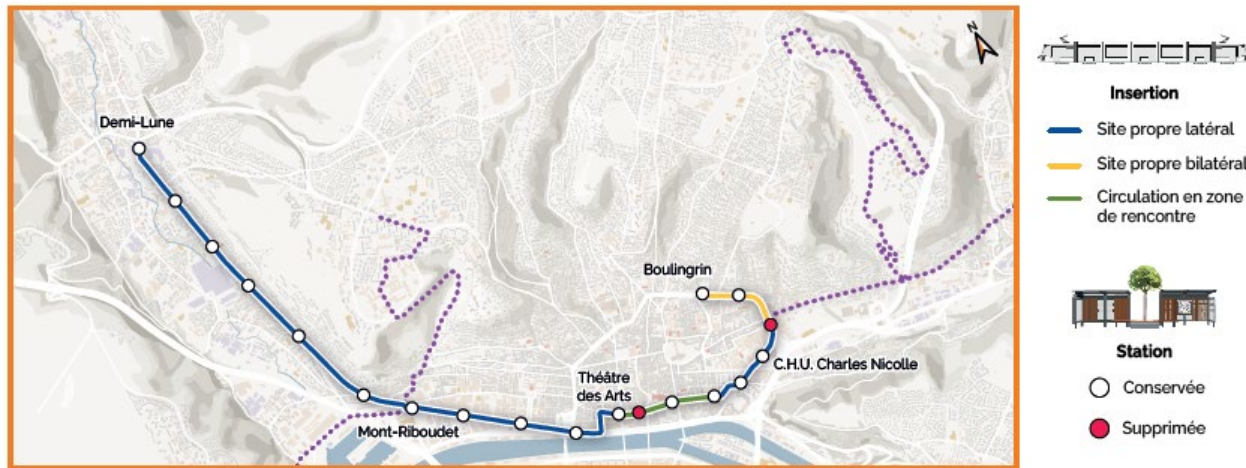 N
Demi-Lune
Boulingrin
C.H.U. Charles Nicolle
Théâtre
des Arts
Mont-Riboudet
Insertion
Site propre latéral
Site propre bilatéral
Circulation en zone
de rencontre
Station
Conservée
Supprimée